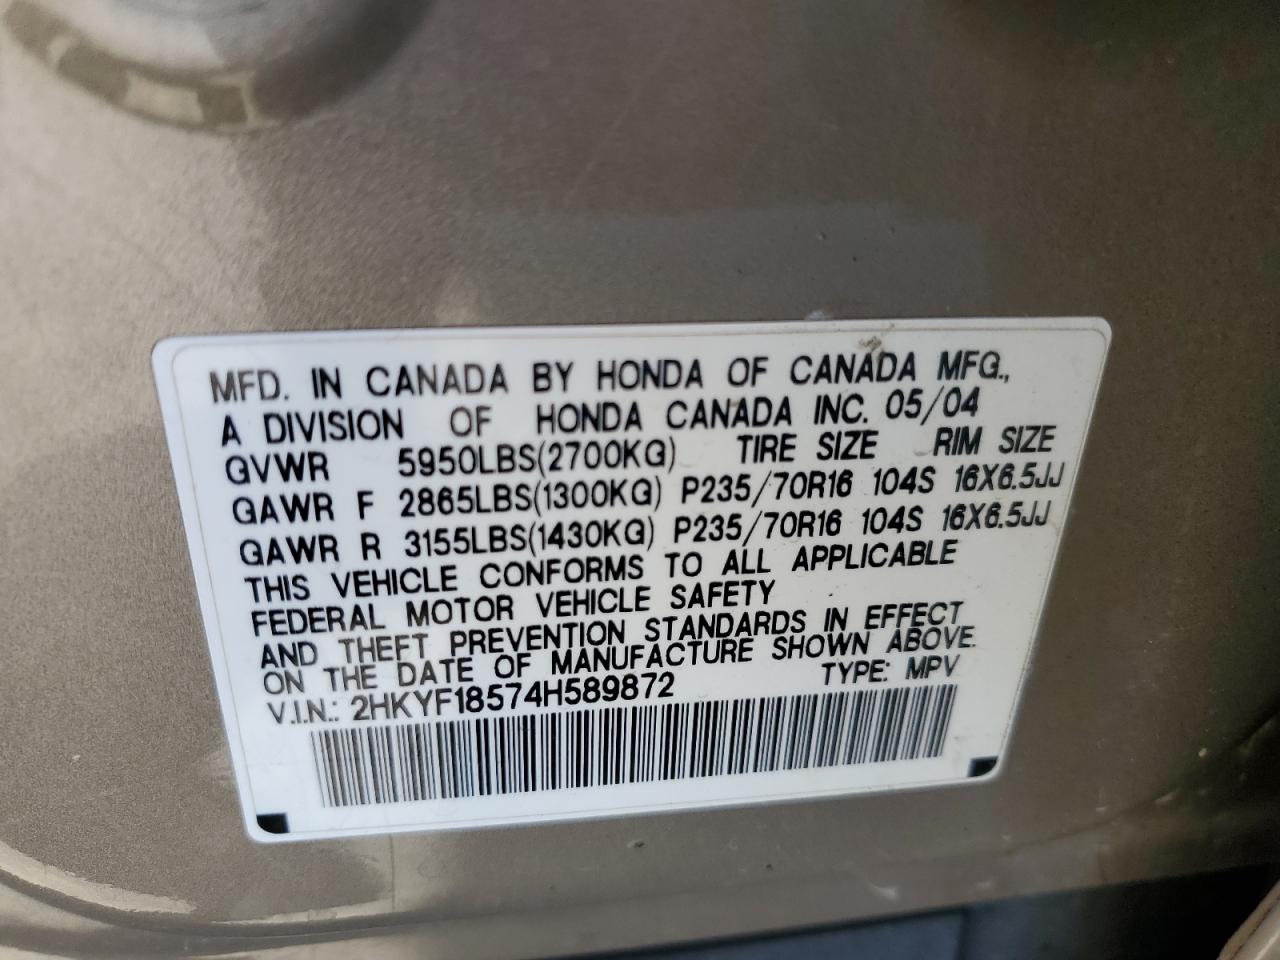 MFD. IN CANADA BY HONDA OF CANADA MFG.,
A DIVISION OF HONDA CANADA INC. 05/04
GVWR 5950LBS(2700KG) TIRE SIZE RIM SIZE
GAWR F 2865LBS(1300KG) P235/70R16 104S 16X6.5JJ
GAWR R 3155LBS(1430KG) P235/70R16 104S 16X6.5JJ
THIS VEHICLE CONFORMS TO ALL APPLICABLE
FEDERAL MOTOR VEHICLE SAFETY
AND THEFT PREVENTION STANDARDS IN EFFECT
ON THE DATE OF MANUFACTURE SHOWN ABOVE.
V.I.N.: 2HKYF18574H589872 TYPE: MPV